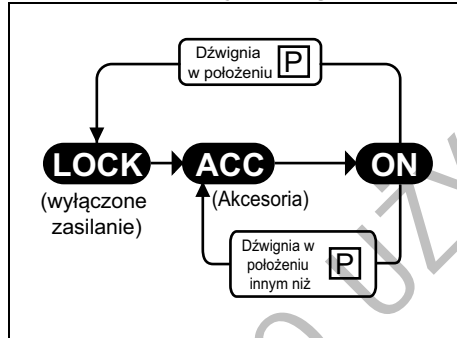 Dźwignia
w położeniu P
LOCK ACC ON
(wyłączone
zasilanie)
(Akcesoria)
Dźwignia w
położeniu P
innym niż